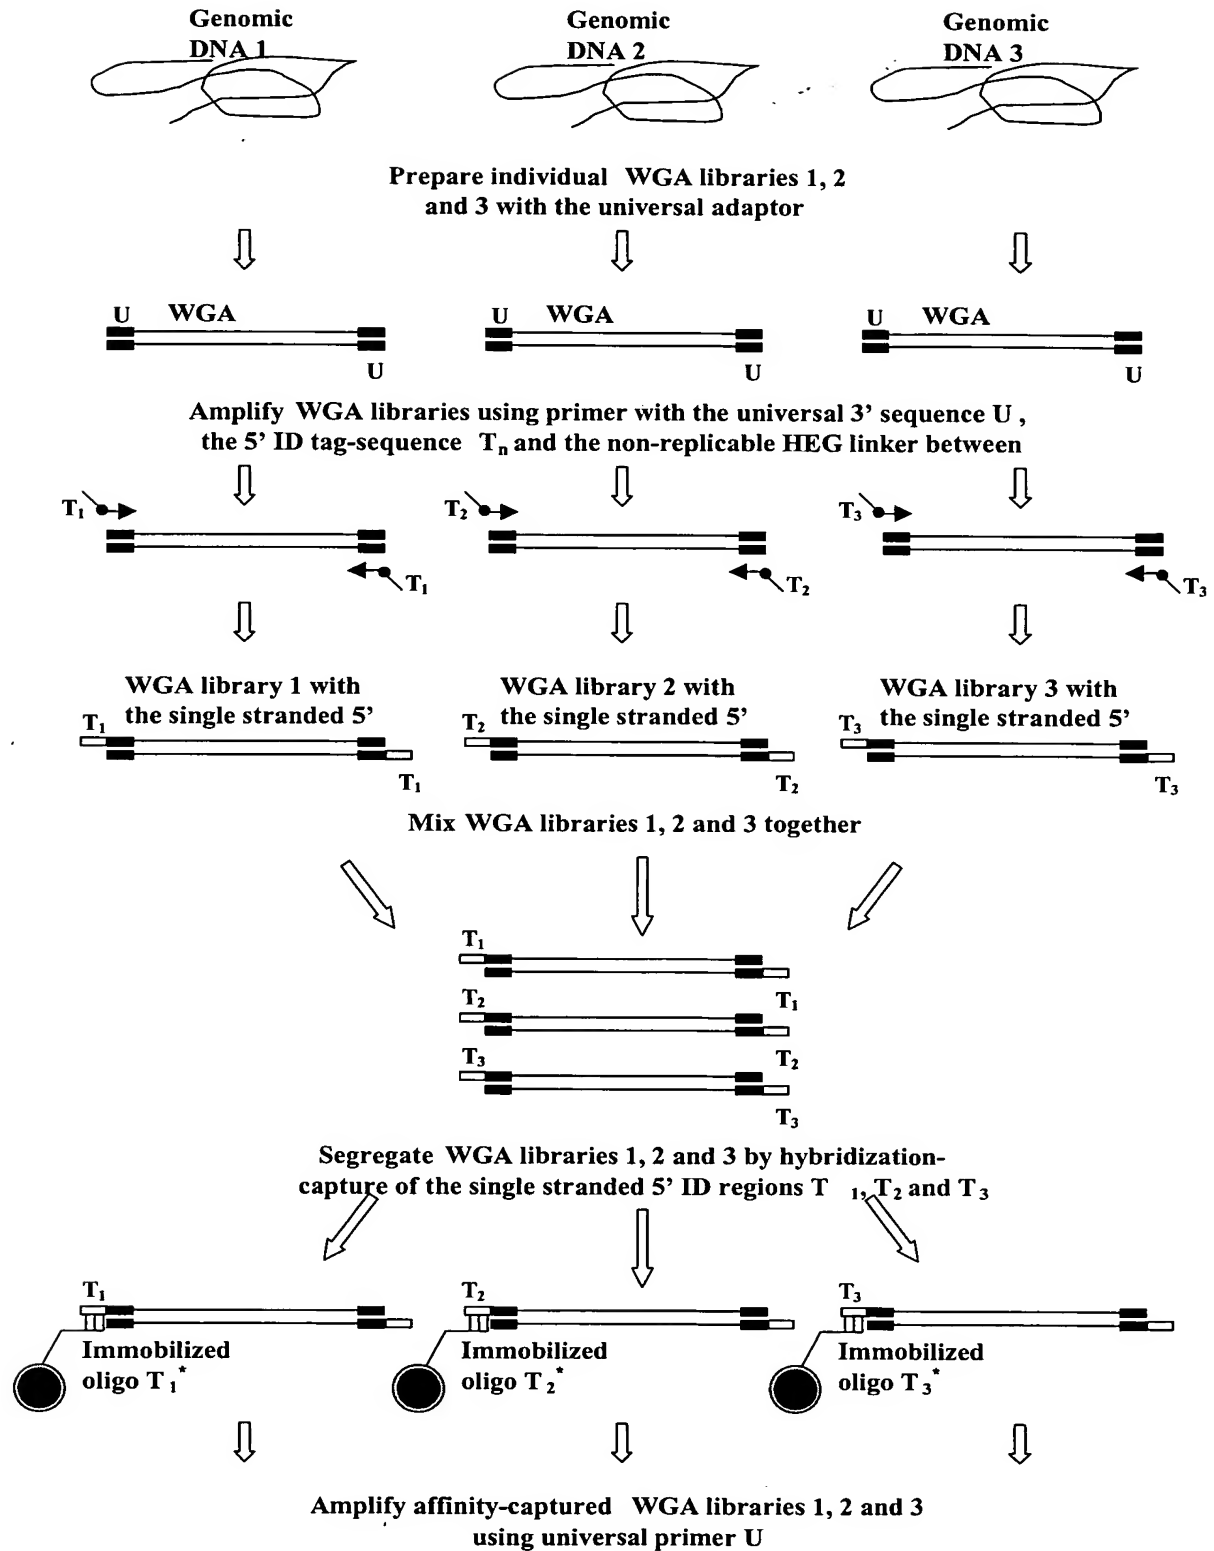 Genomic
DNA 1
Genomic
DNA 2
Genomic
DNA 3
Prepare individual WGA libraries 1, 2
and 3 with the universal adaptor
U WGA
U
U WGA
U
U WGA
U
Amplify WGA libraries using primer with the universal 3' sequence U ,
the 5' ID tag-sequence Tn and the non-replicable HEG linker between
T1
T1
T2
T2
T3
T3
WGA library 1 with
the single stranded 5'
T1
T1
WGA library 2 with
the single stranded 5'
T2
T2
WGA library 3 with
the single stranded 5'
T3
T3
Mix WGA libraries 1, 2 and 3 together
T1
T1
T2
T2
T3
T3
Segregate WGA libraries 1, 2 and 3 by hybridization-
capture of the single stranded 5' ID regions T 1, T2 and T3
T1
Immobilized
oligo T1*
T2
Immobilized
oligo T2*
T3
Immobilized
oligo T3*
Amplify affinity-captured WGA libraries 1, 2 and 3
using universal primer U